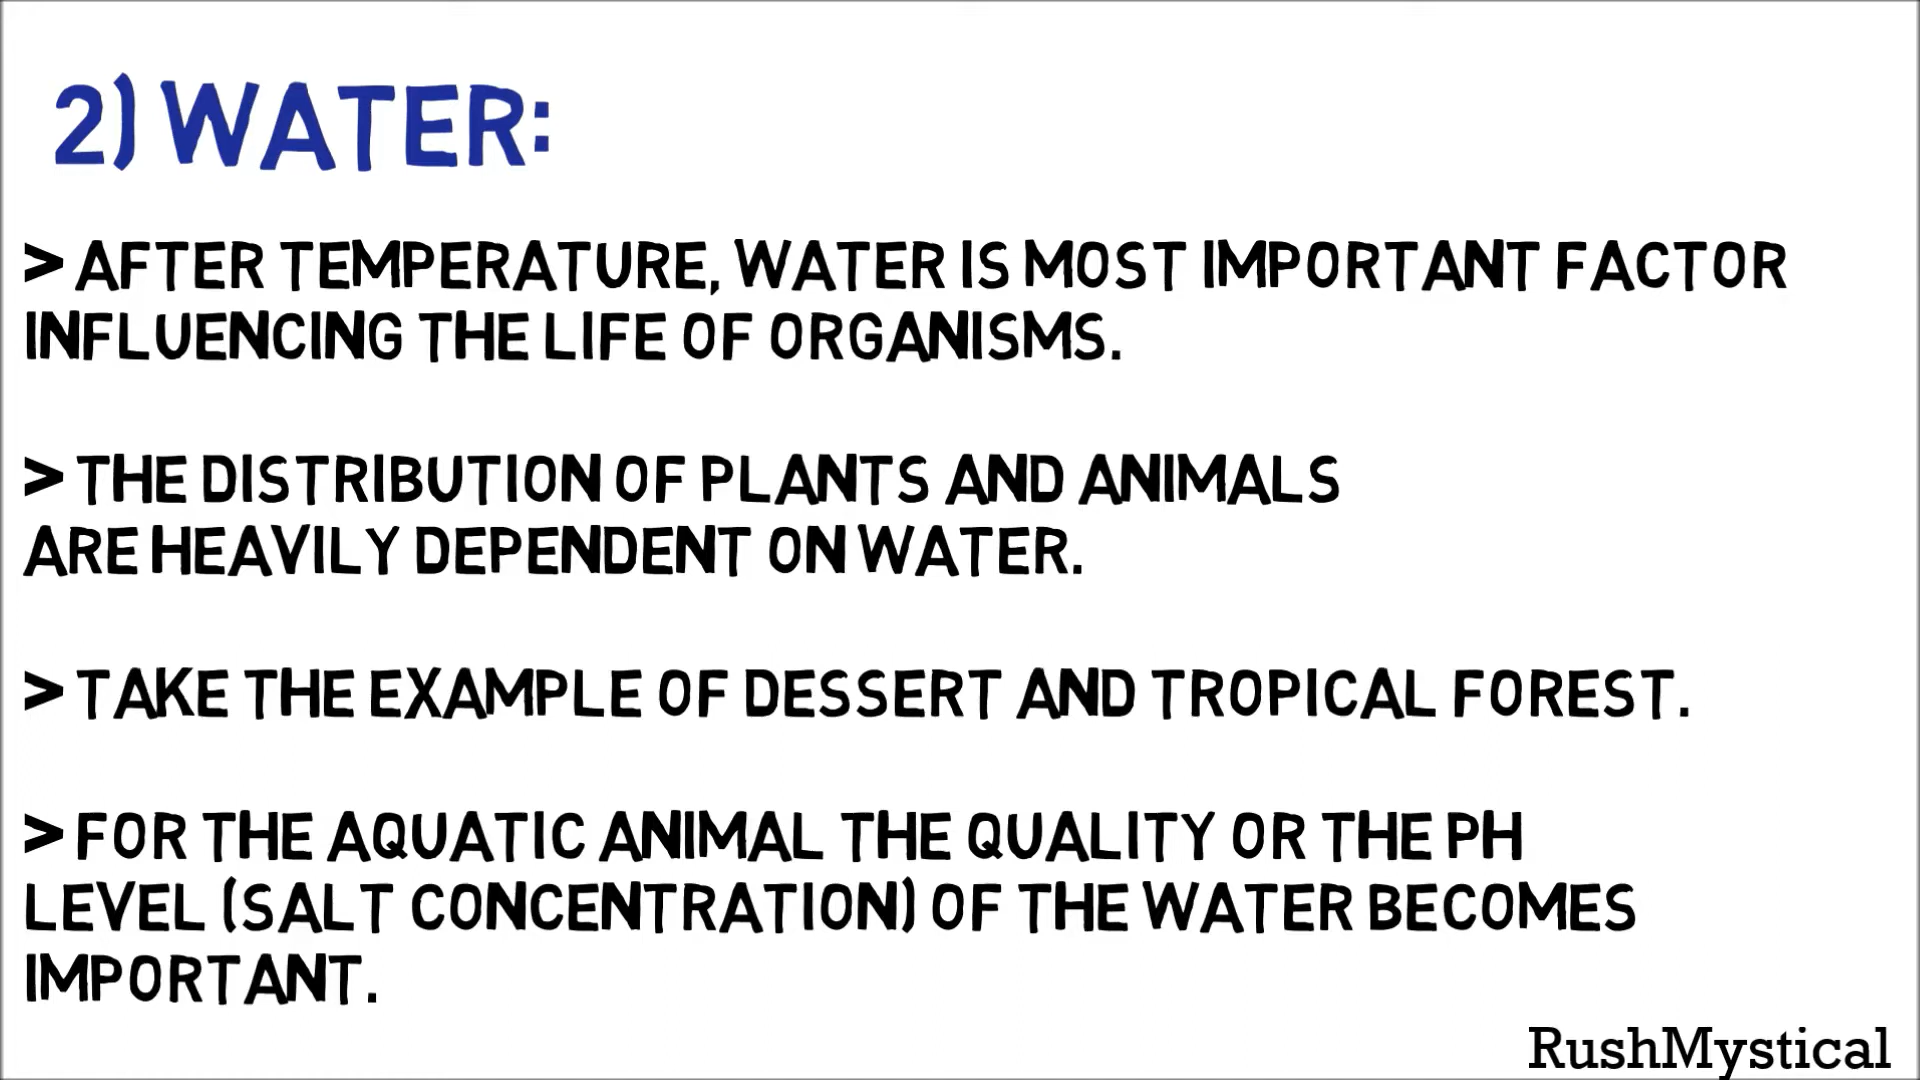 2) WATER:
> AFTER TEMPERATURE, WATER IS MOST IMPORTANT FACTOR
INFLUENCING THE LIFE OF ORGANISMS.
> THE DISTRIBUTION OF PLANTS AND ANIMALS
ARE HEAVILY DEPENDENT ON WATER.
> TAKE THE EXAMPLE OF DESSERT AND TROPICAL FOREST.
> FOR THE AQUATIC ANIMAL THE QUALITY OR THE PH
LEVEL (SALT CONCENTRATION) OF THE WATER BECOMES
IMPORTANT.
RushMystical